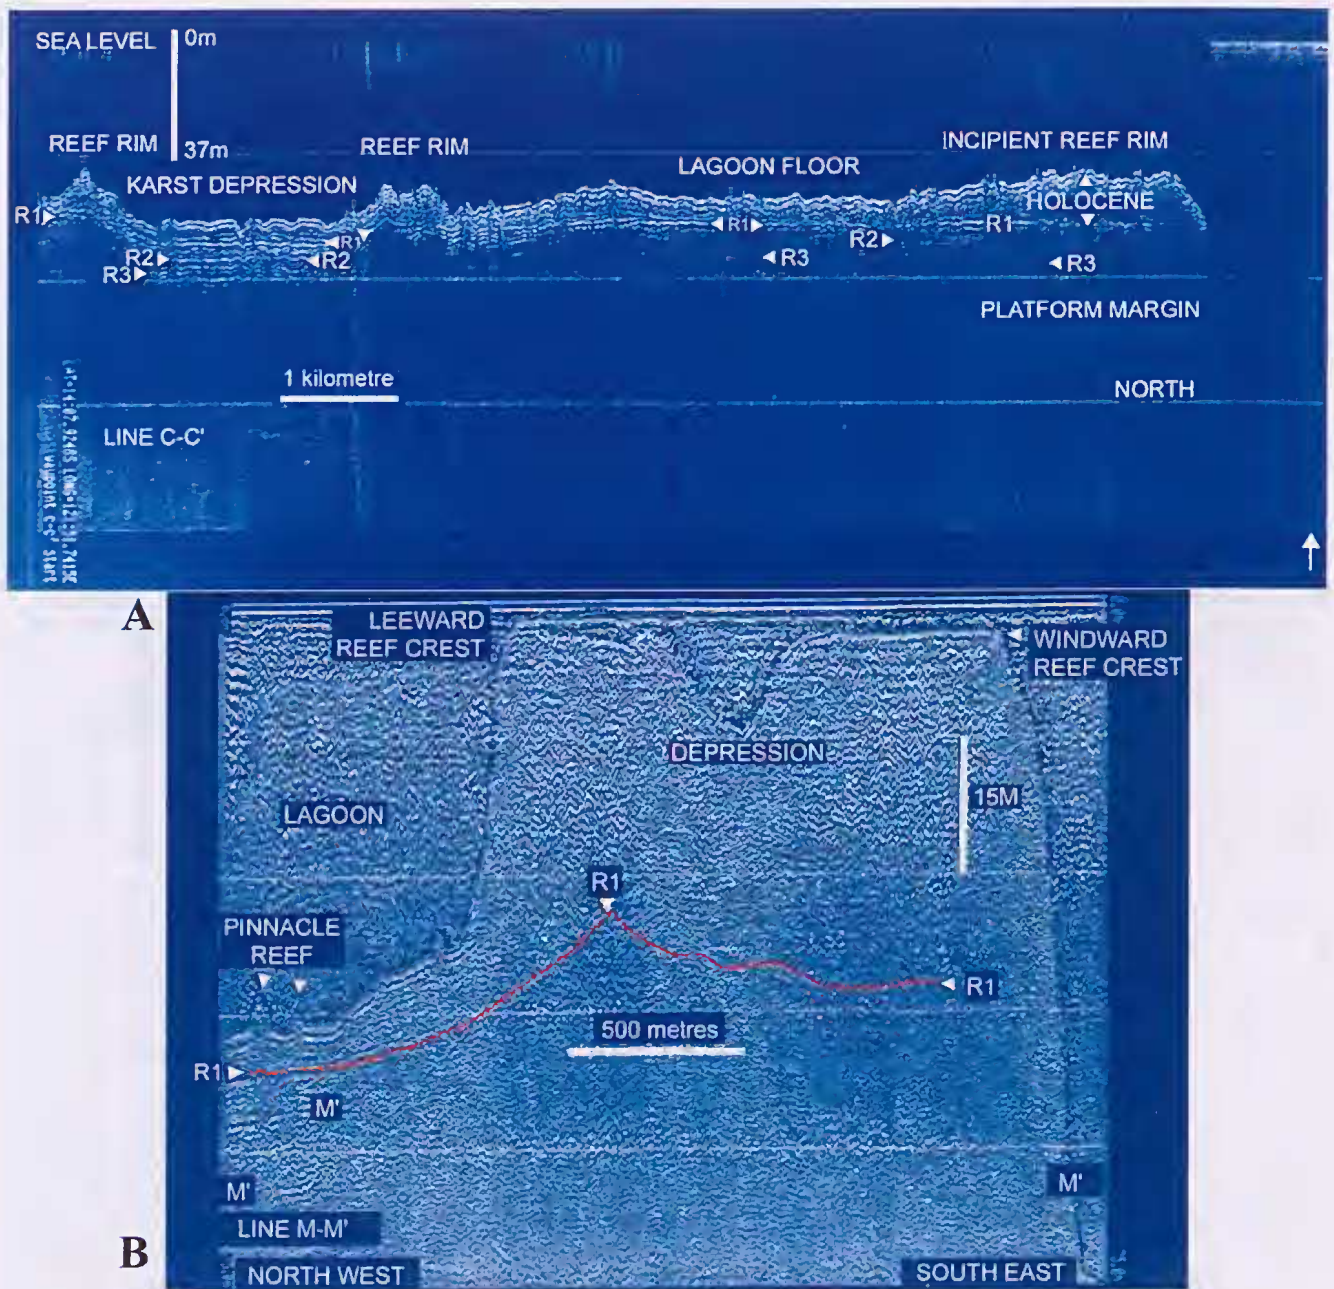 SEA LEVEL
0m
37m
REEF RIM
KARST DEPRESSION
REEF RIM
LAGOON FLOOR
INCIPIENT REEF RIM
HOLOCENE
R1
R1
R1
R1
R2
R2
R2
R3
R3
R3
PLATFORM MARGIN
1 kilometre
NORTH
LINE C-C'
A
LEEWARD
REEF CREST
WINDWARD
REEF CREST
DEPRESSION
15M
LAGOON
R1
PINNACLE
REEF
R1
500 metres
R1
M'
M'
M'
LINE M-M'
B
NORTH WEST
SOUTH EAST